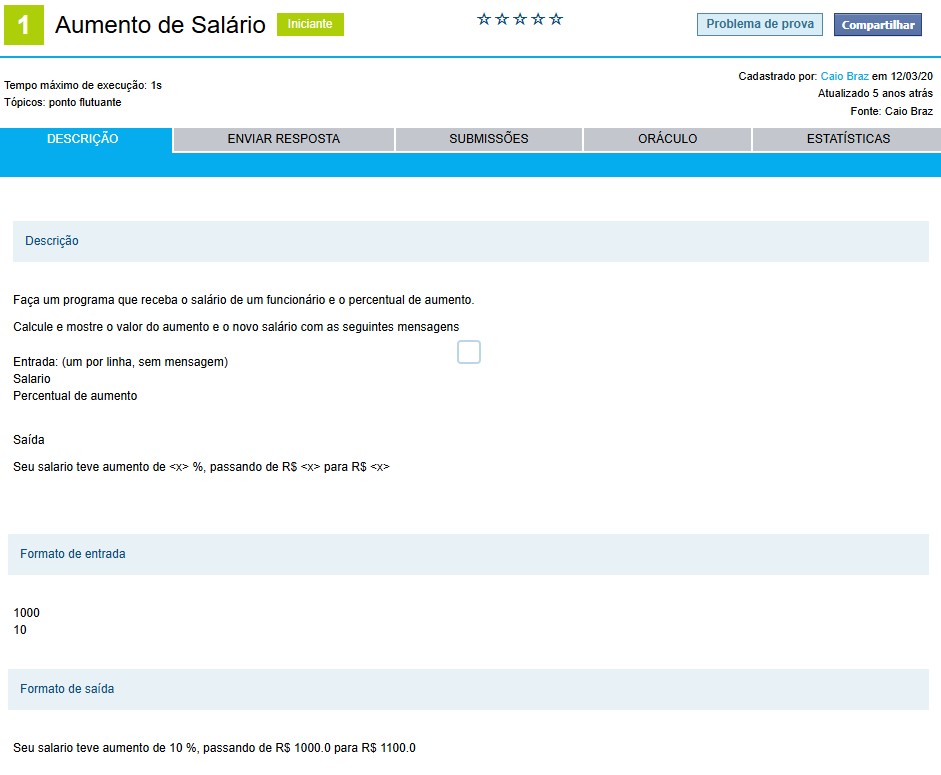 1
Aumento de Salário
Iniciante
Problema de prova
Compartilhar
Tempo máximo de execução: 1s
Tópicos: ponto flutuante
Cadastrado por: Caio Braz em 12/03/20
Atualizado 5 anos atrás
Fonte: Caio Braz
DESCRIÇÃO
ENVIAR RESPOSTA
SUBMISSÕES
ORÁCULO
ESTATÍSTICAS
Descrição
Faça um programa que receba o salário de um funcionário e o percentual de aumento.
Calcule e mostre o valor do aumento e o novo salário com as seguintes mensagens
Entrada: (um por linha, sem mensagem)
Salario
Percentual de aumento
Saída
Seu salario teve aumento de <x> %, passando de R$ <x> para R$ <x>
Formato de entrada
1000
10
Formato de saída
Seu salario teve aumento de 10 %, passando de R$ 1000.0 para R$ 1100.0